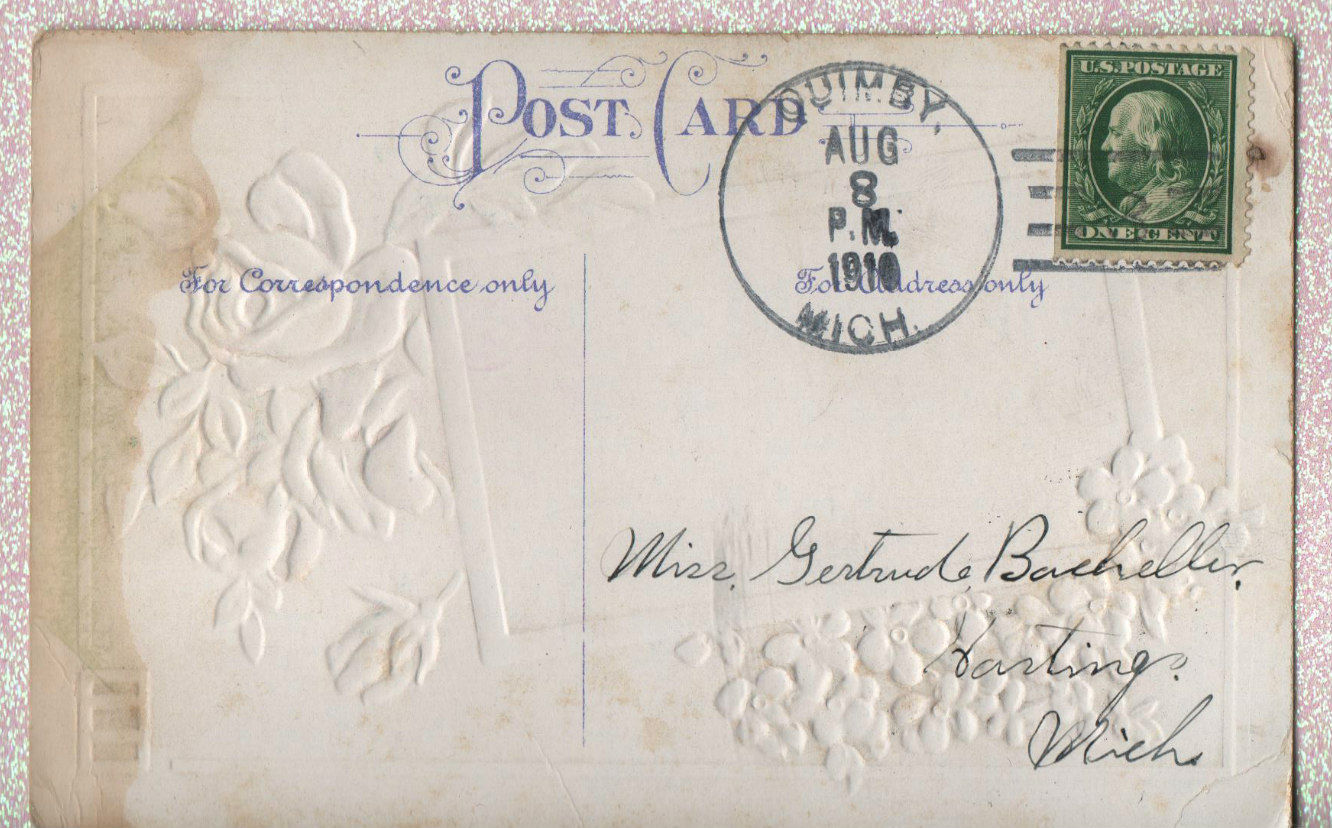 POST CARD
QUIMBY,
AUG
8
P.M.
1910
MICH.
U.S. POSTAGE
ONE CENT
For Correspondence only
For Address only
Miss. Gertrude Bacheller.
Hastings.
Mich.